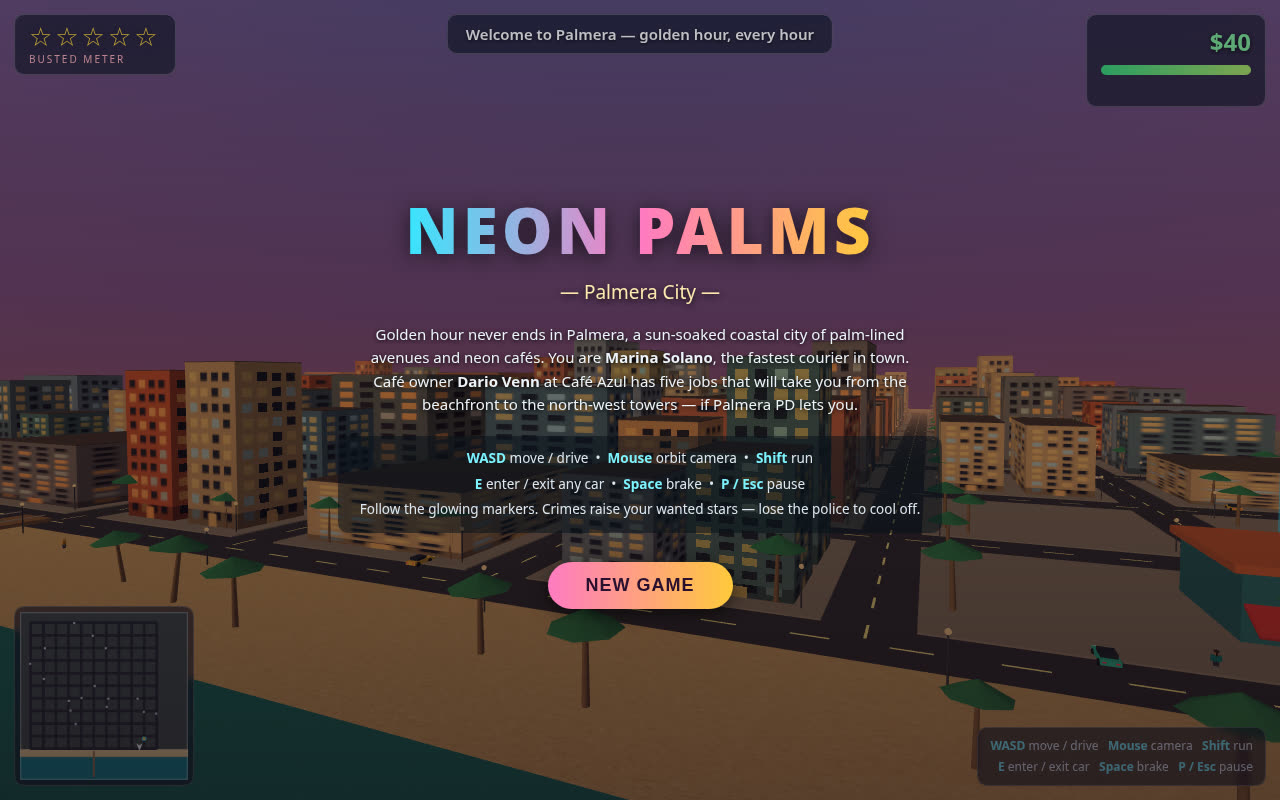 ☆☆☆☆☆
BUSTED METER
Welcome to Palmera — golden hour, every hour
$40
NEON PALMS
— Palmera City —
Golden hour never ends in Palmera, a sun-soaked coastal city of palm-lined
avenues and neon cafés. You are Marina Solano, the fastest courier in town.
Café owner Dario Venn at Café Azul has five jobs that will take you from the
beachfront to the north-west towers — if Palmera PD lets you.
WASD move / drive • Mouse orbit camera • Shift run
E enter / exit any car • Space brake • P / Esc pause
Follow the glowing markers. Crimes raise your wanted stars — lose the police to cool off.
NEW GAME
WASD move / drive Mouse camera Shift run
E enter / exit car Space brake P / Esc pause